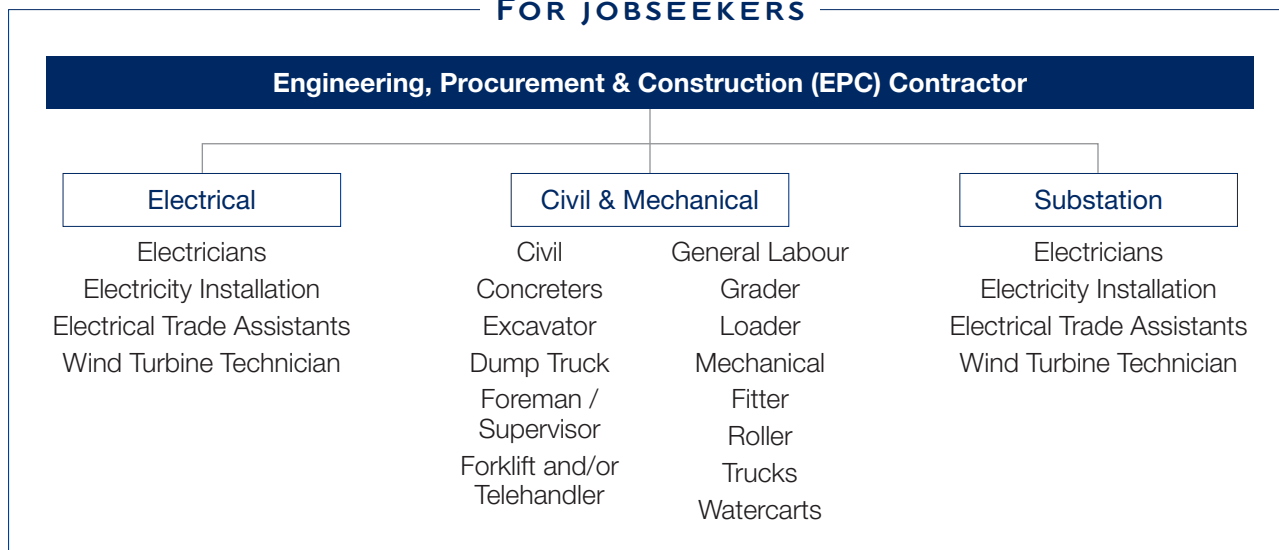 FOR JOBSEEKERS
Engineering, Procurement & Construction (EPC) Contractor
Electrical
Electricians
Electricity Installation
Electrical Trade Assistants
Wind Turbine Technician
Civil & Mechanical
Civil
Concreters
Excavator
Dump Truck
Foreman /
Supervisor
Forklift and/or
Telehandler
General Labour
Grader
Loader
Mechanical
Fitter
Roller
Trucks
Watercarts
Substation
Electricians
Electricity Installation
Electrical Trade Assistants
Wind Turbine Technician